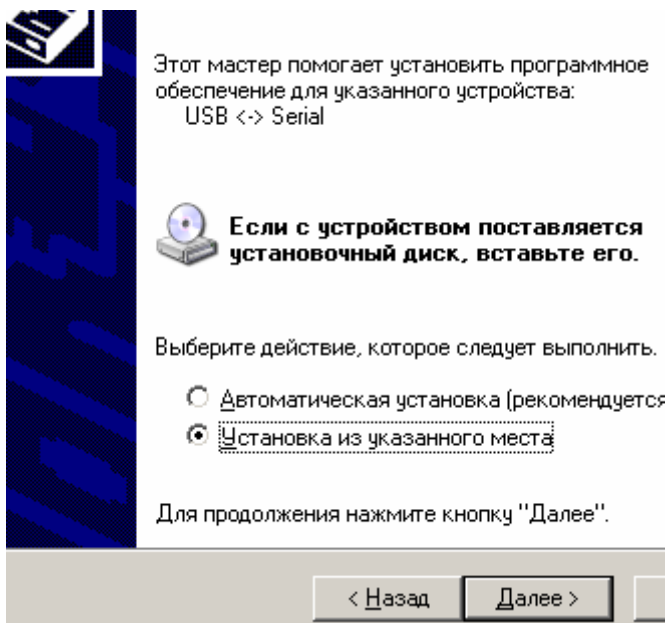 Этот мастер помогает установить программное
обеспечение для указанного устройства:
USB <-> Serial
Если с устройством поставляется
установочный диск, вставьте его.
Выберите действие, которое следует выполнить.
Автоматическая установка (рекомендуется
Установка из указанного места
Для продолжения нажмите кнопку "Далее".
< Назад Далее >